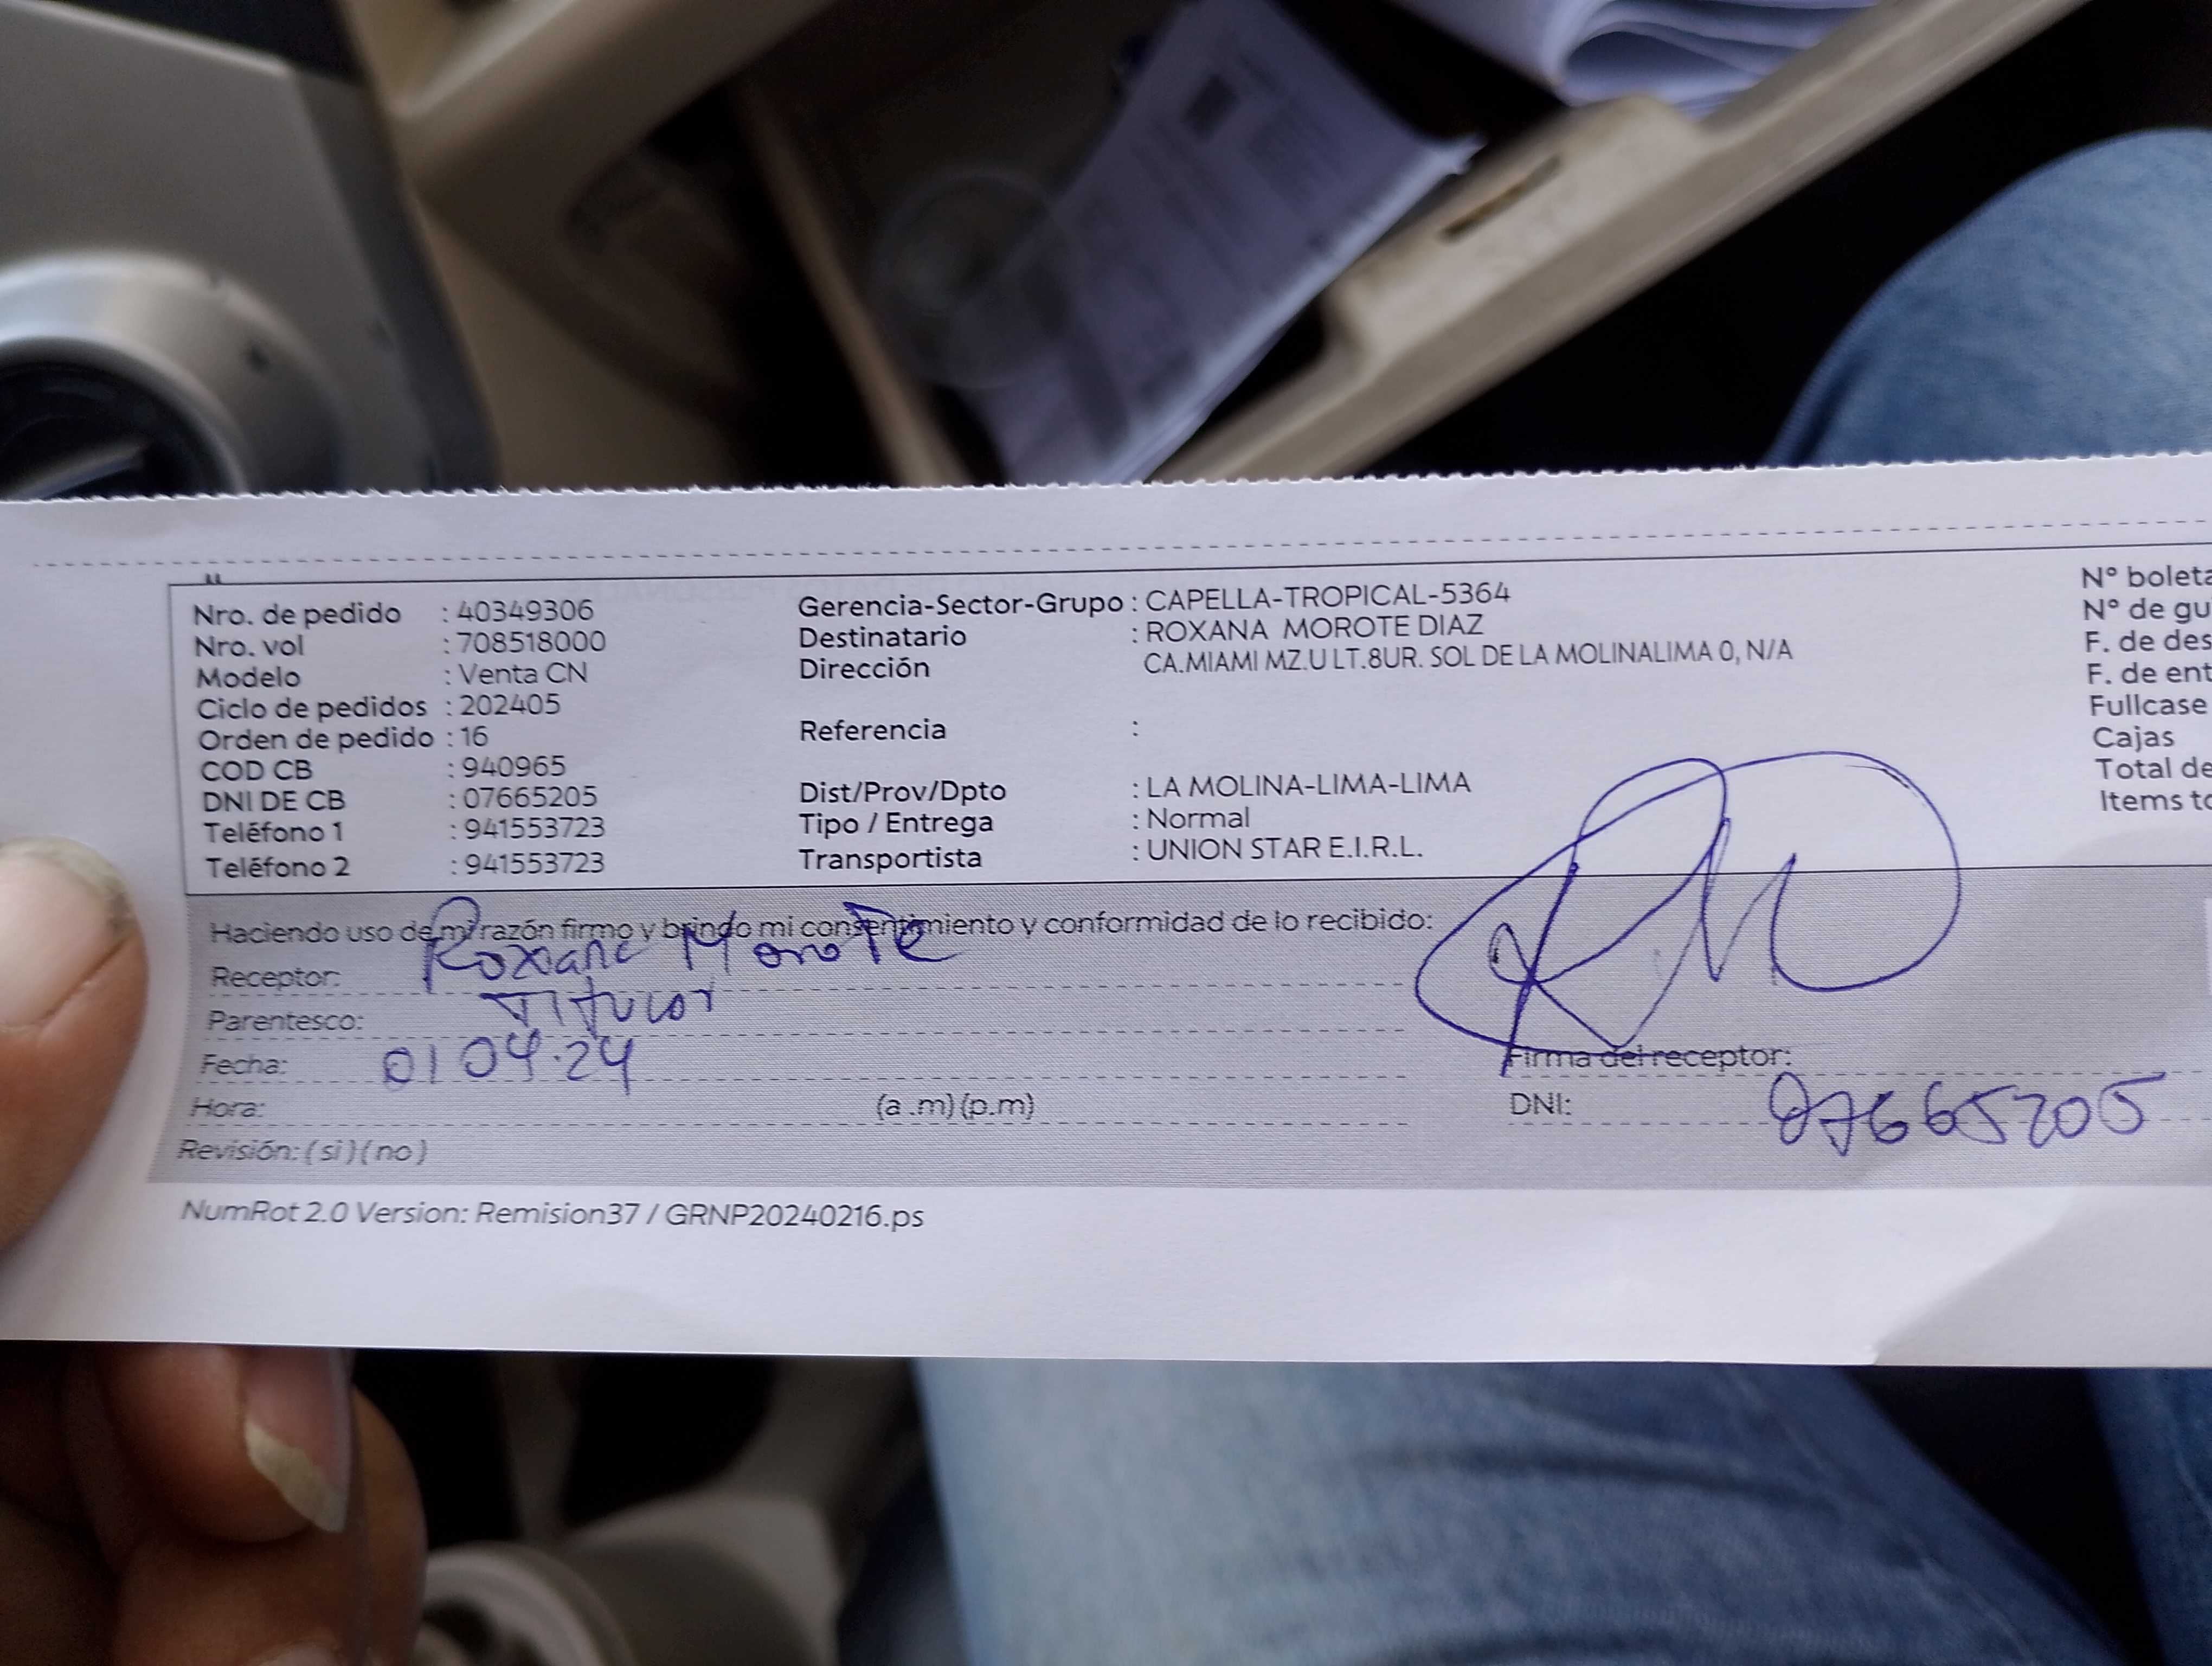 Nro. de pedido : 40349306 Gerencia-Sector-Grupo : CAPELLA-TROPICAL-5364 N° boleta
Nro. vol : 708518000 Destinatario : ROXANA MOROTE DIAZ N° de gu
Modelo : Venta CN Dirección CA.MIAMI MZ.U LT.8UR. SOL DE LA MOLINALIMA 0, N/A F. de des
Ciclo de pedidos : 202405 F. de ent
Orden de pedido : 16 Referencia : Fullcase
COD CB : 940965 Cajas
DNI DE CB : 07665205 Dist/Prov/Dpto : LA MOLINA-LIMA-LIMA Total de
Teléfono 1 : 941553723 Tipo / Entrega : Normal Items to
Teléfono 2 : 941553723 Transportista : UNION STAR E.I.R.L.
Haciendo uso de mi razón firmo y brindo mi consentimiento y conformidad de lo recibido:
Receptor: Roxana Morote
Parentesco: Titular
Fecha: 01 04.24 Firma del receptor:
Hora: (a .m) (p.m) DNI: 07665205
Revisión: ( si ) ( no )
NumRot 2.0 Version: Remision37 / GRNP20240216.ps